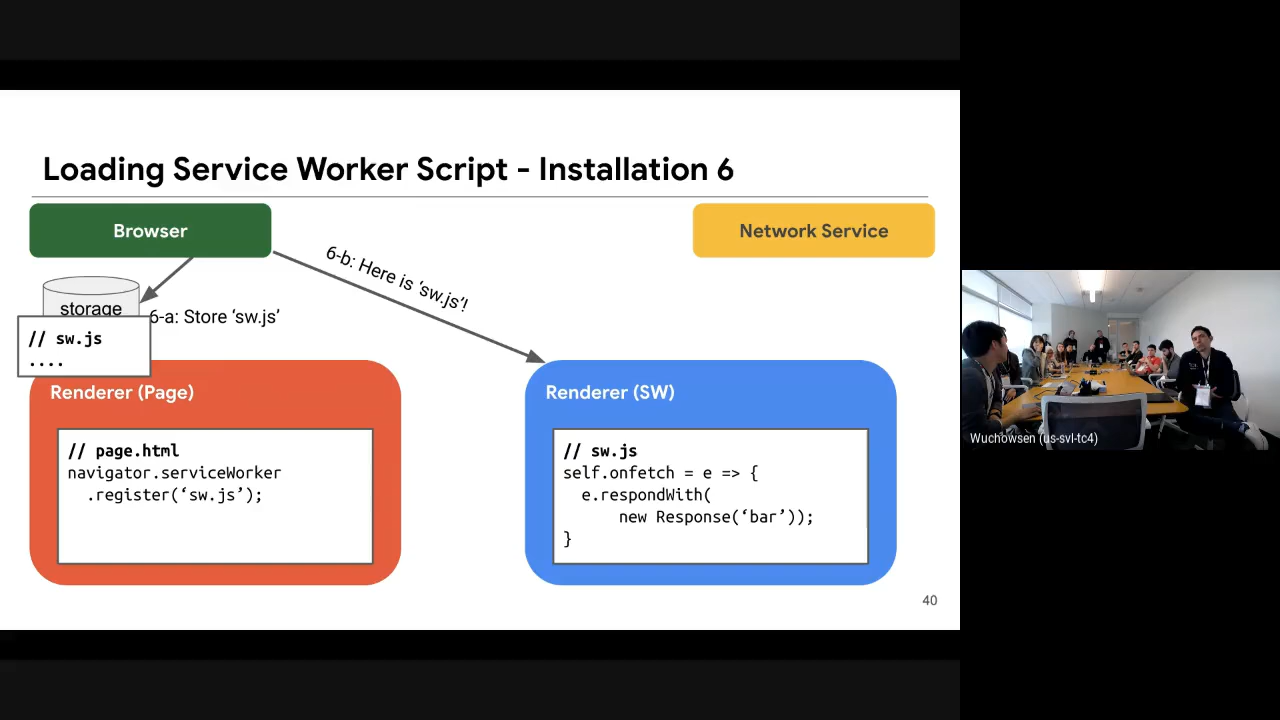 Loading Service Worker Script - Installation 6
Browser
Network Service
6-b: Here is ‘sw.js’!
storage
6-a: Store ‘sw.js’
// sw.js
....
Renderer (Page)
// page.html
navigator.serviceWorker
.register(‘sw.js’);
Renderer (SW)
// sw.js
self.onfetch = e => {
e.respondWith(
new Response(‘bar’));
}
40
Wuchowsen (us-svl-tc4)